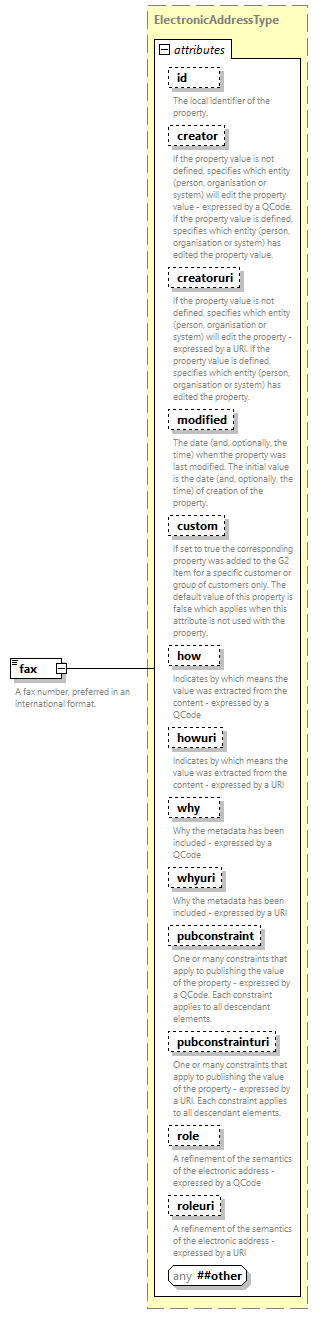 ElectronicAddressType
attributes
id
The local identifier of the
property.
creator
If the property value is not
defined, specifies which entity
(person, organisation or
system) will edit the property
value - expressed by a QCode.
If the property value is defined,
specifies which entity (person,
organisation or system) has
edited the property value.
creatoruri
If the property value is not
defined, specifies which entity
(person, organisation or
system) will edit the property -
expressed by a URI. If the
property value is defined,
specifies which entity (person,
organisation or system) has
edited the property.
modified
The date (and, optionally, the
time) when the property was
last modified. The initial value
is the date (and, optionally, the
time) of creation of the
property.
custom
If set to true the corresponding
property was added to the G2
Item for a specific customer or
group of customers only. The
default value of this property is
false which applies when this
attribute is not used with the
property.
how
Indicates by which means the
value was extracted from the
content - expressed by a
QCode
fax
A fax number, preferred in an
international format.
howuri
Indicates by which means the
value was extracted from the
content - expressed by a URI
why
Why the metadata has been
included - expressed by a
QCode
whyuri
Why the metadata has been
included - expressed by a URI
pubconstraint
One or many constraints that
apply to publishing the value
of the property - expressed by
a QCode. Each constraint
applies to all descendant
elements.
pubconstrainturi
One or many constraints that
apply to publishing the value
of the property - expressed by
a URI. Each constraint applies
to all descendant elements.
role
A refinement of the semantics
of the electronic address -
expressed by a QCode
roleuri
A refinement of the semantics
of the electronic address -
expressed by a URI
any ##other